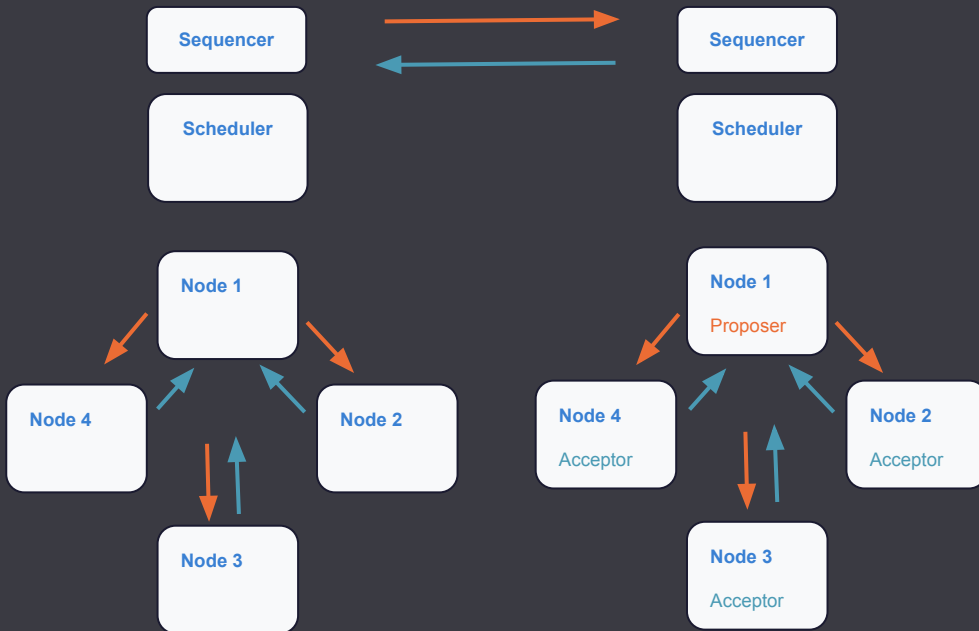 Sequencer
Sequencer
Scheduler
Scheduler
Node 1
Node 1
Proposer
Node 4
Node 2
Node 4
Acceptor
Node 2
Acceptor
Node 3
Node 3
Acceptor